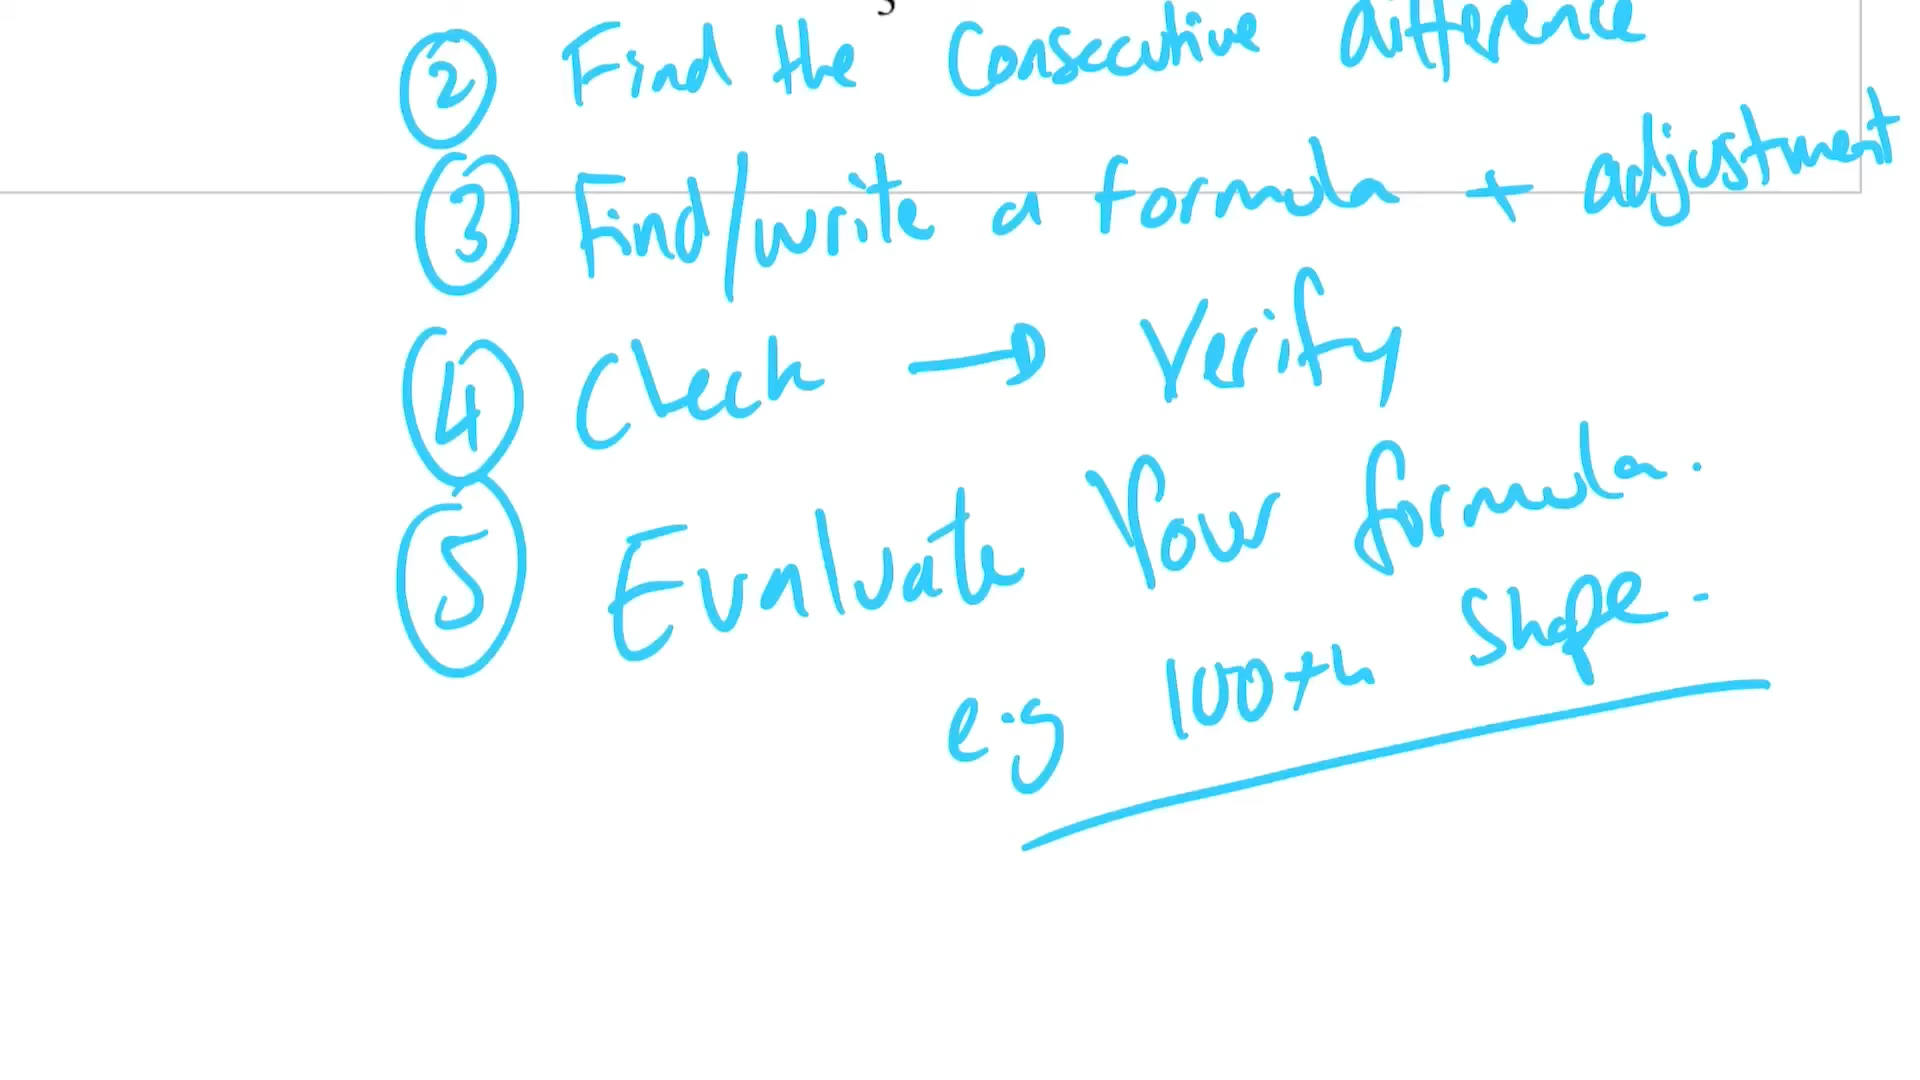 ② Find the Consecutive difference
③ Find/write a formula + adjustment
④ Check → Verify
⑤ Evaluate Your formula.
e.g 100th Shape.